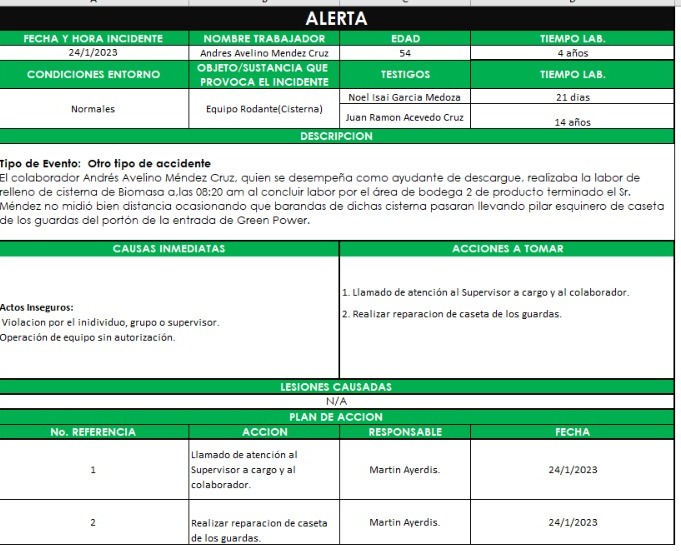 ALERTA
FECHA Y HORA INCIDENTE NOMBRE TRABAJADOR EDAD TIEMPO LAB.
24/1/2023 Andres Avelino Mendez Cruz 54 4 años
CONDICIONES ENTORNO OBJETO/SUSTANCIA QUE PROVOCA EL INCIDENTE TESTIGOS TIEMPO LAB.
Normales Equipo Rodante(Cisterna) Noel Isai Garcia Medoza 21 dias
Juan Ramon Acevedo Cruz 14 años
DESCRIPCION
Tipo de Evento: Otro tipo de accidente
El colaborador Andrés Avelino Méndez Cruz, quien se desempeña como ayudante de descargue, realizaba la labor de
relleno de cisterna de Biomasa a,las 08:20 am al concluir labor por el área de bodega 2 de producto terminado el Sr.
Méndez no midió bien distancia ocasionando que barandas de dichas cisterna pasaran llevando pilar esquinero de caseta
de los guardas del portón de la entrada de Green Power.
CAUSAS INMEDIATAS ACCIONES A TOMAR
1. Llamado de atención al Supervisor a cargo y al colaborador.
2. Realizar reparacion de caseta de los guardas.
Actos Inseguros:
Violacion por el inidividuo, grupo o supervisor.
Operación de equipo sin autorización.
LESIONES CAUSADAS
N/A
PLAN DE ACCION
No. REFERENCIA ACCION RESPONSABLE FECHA
1 Llamado de atención al Supervisor a cargo y al colaborador. Martin Ayerdis. 24/1/2023
2 Realizar reparacion de caseta de los guardas. Martin Ayerdis. 24/1/2023